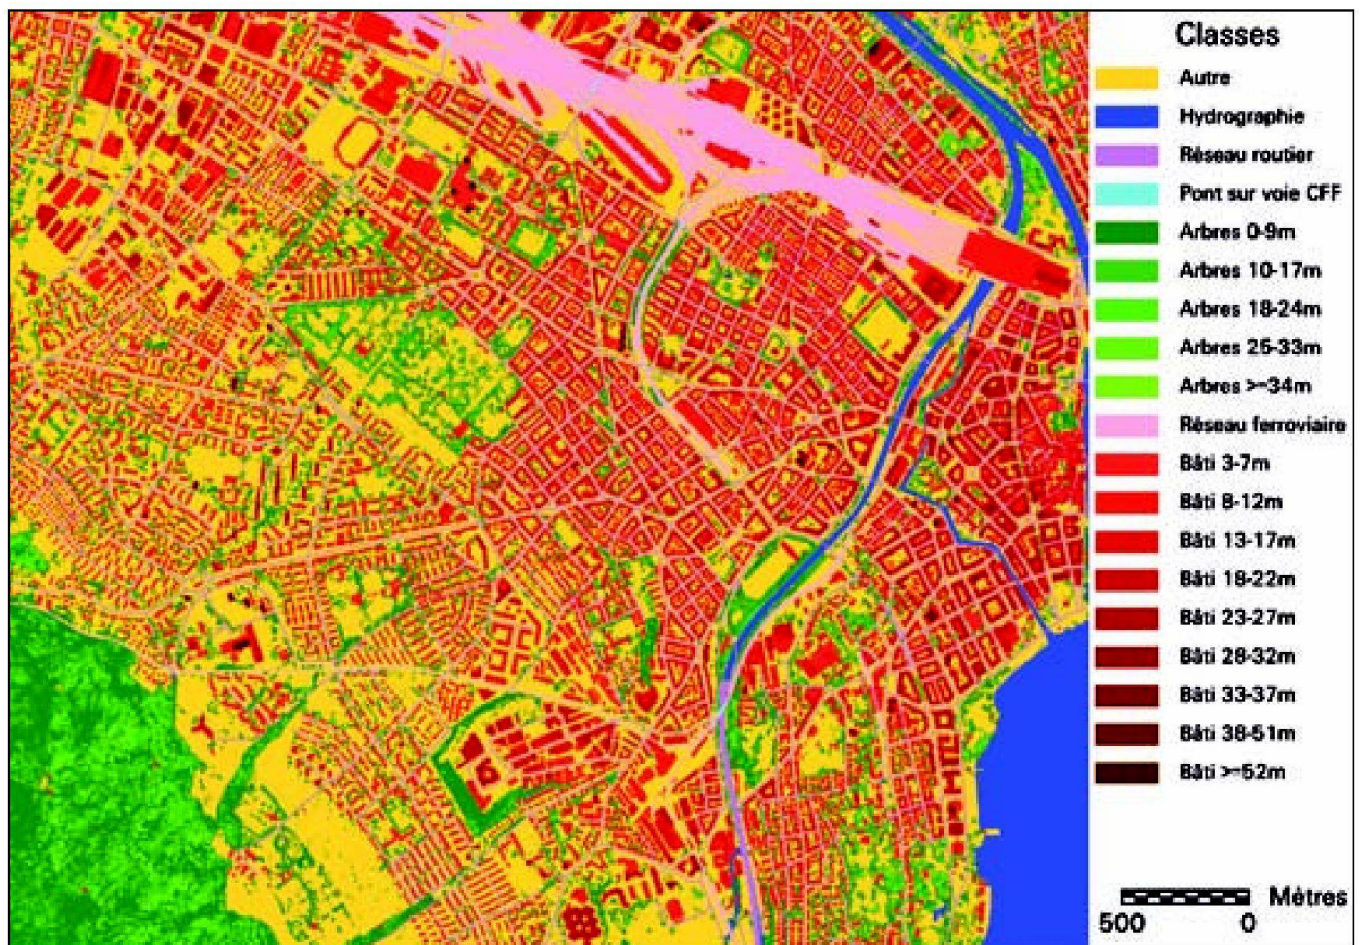 Classes
Autre
Hydrographie
Réseau routier
Pont sur voie CFF
Arbres 0-9m
Arbres 10-17m
Arbres 18-24m
Arbres 25-33m
Arbres >=34m
Réseau ferroviaire
Bâti 3-7m
Bâti 8-12m
Bâti 13-17m
Bâti 18-22m
Bâti 23-27m
Bâti 28-32m
Bâti 33-37m
Bâti 38-51m
Bâti >=52m
Mètres
500 0